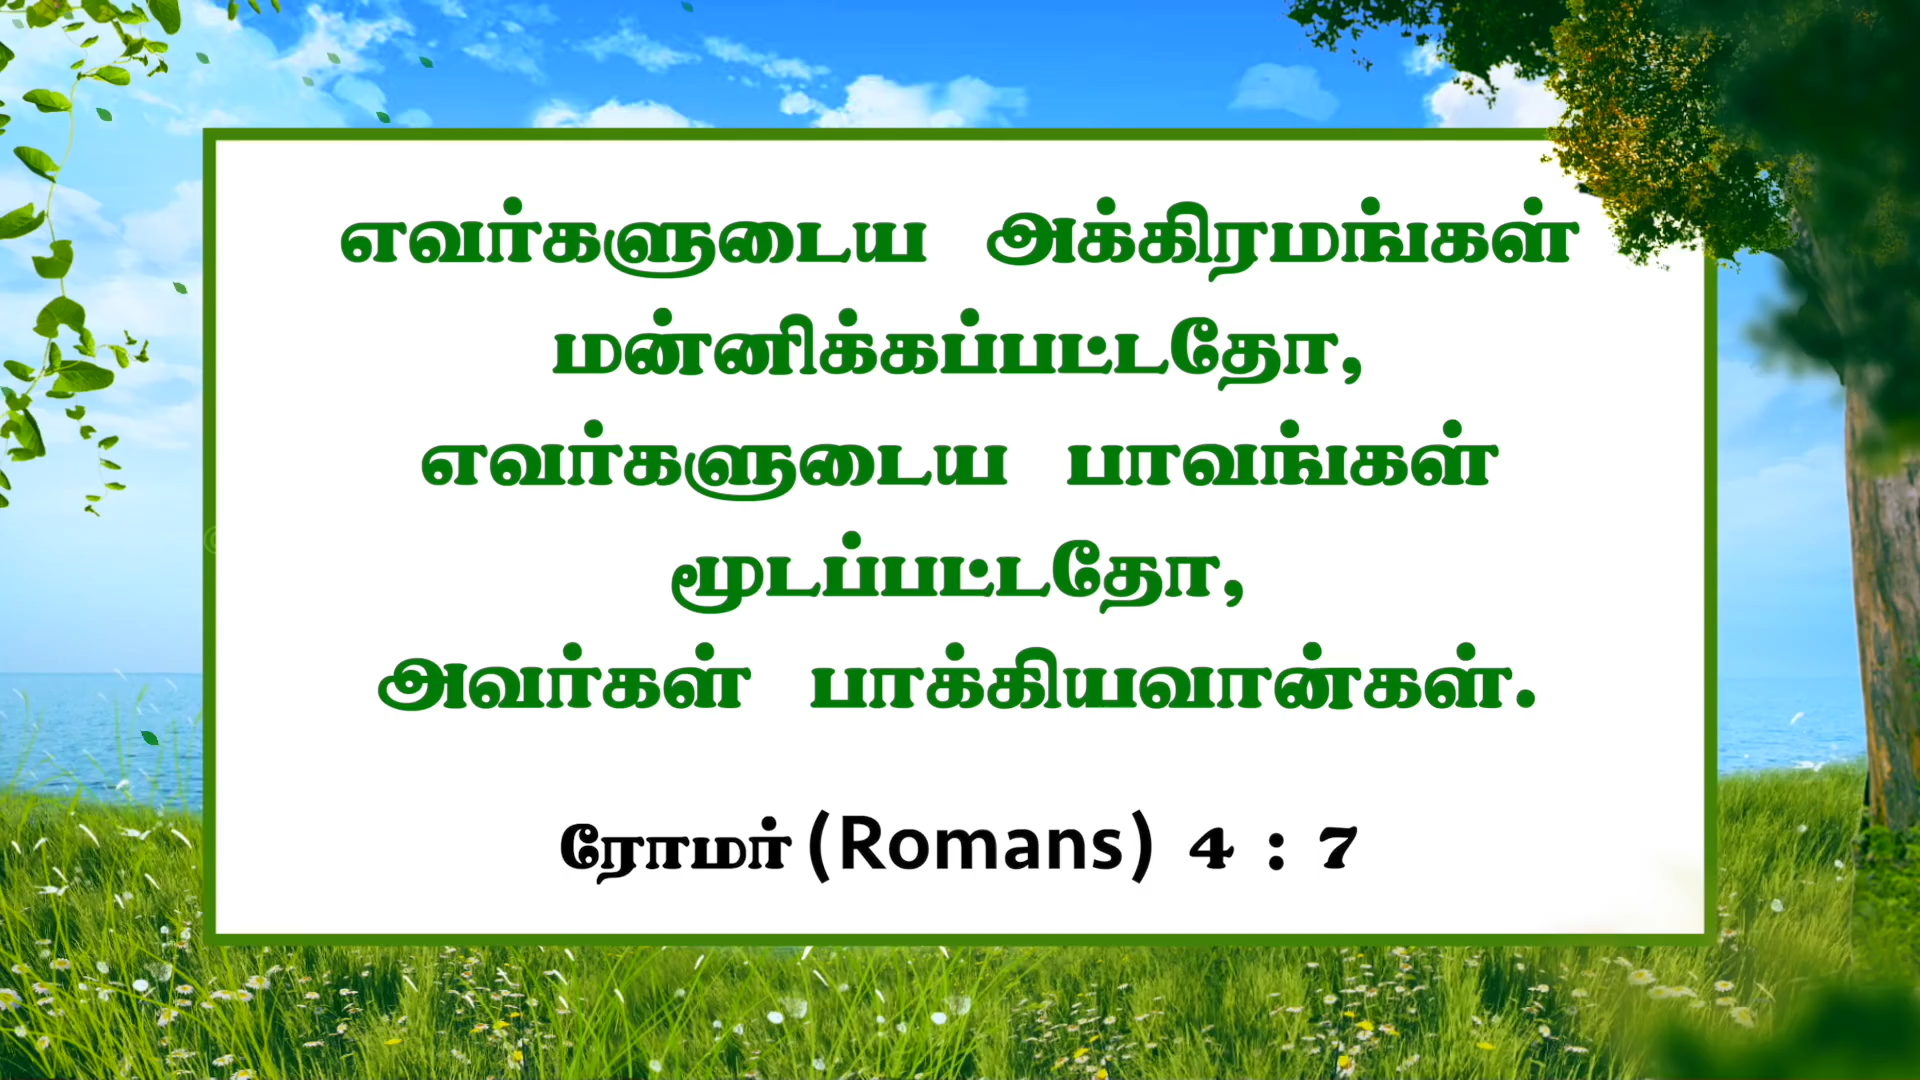 எவர்களுடைய அக்கிரமங்கள்
மன்னிக்கப்பட்டதோ,
எவர்களுடைய பாவங்கள்
மூடப்பட்டதோ,
அவர்கள் பாக்கியவான்கள்.
ரோமர் (Romans) 4 : 7